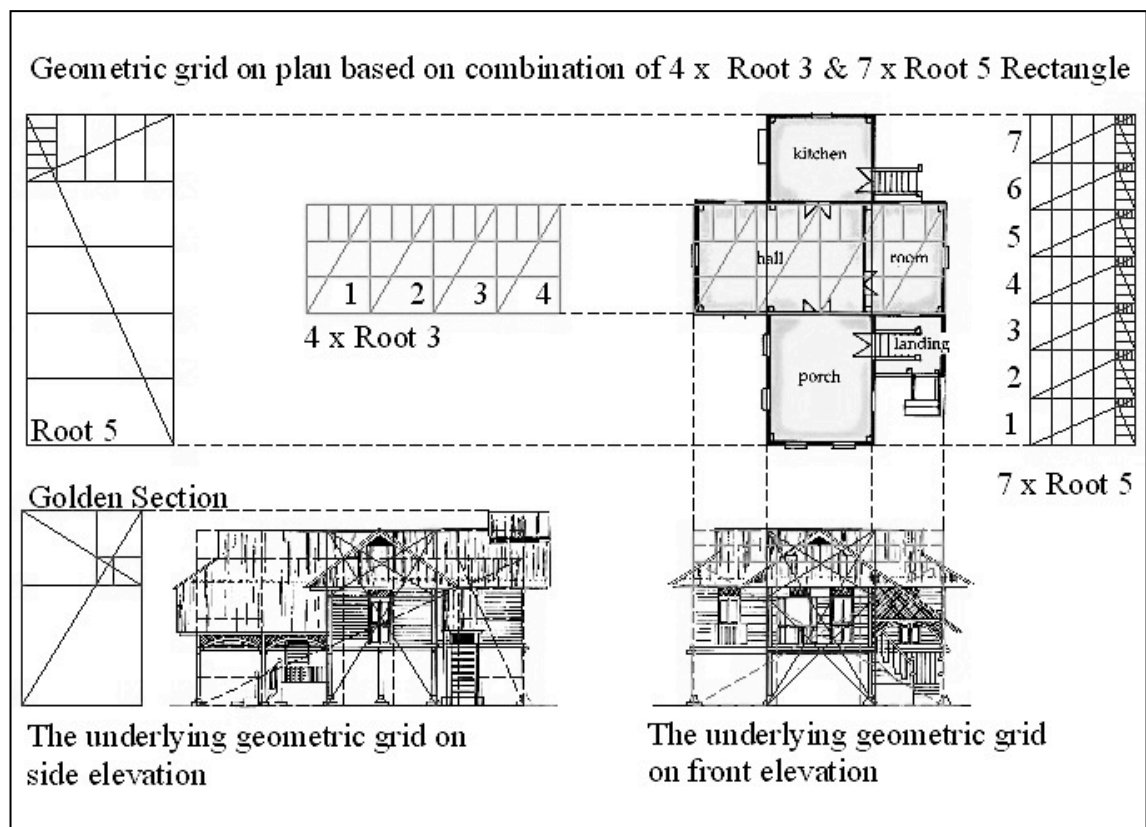 Geometric grid on plan based on combination of 4 x Root 3 & 7 x Root 5 Rectangle
Root 5
1 2 3 4
4 x Root 3
kitchen
hall
room
landing
porch
7
6
5
4
3
2
1
7 x Root 5
Golden Section
The underlying geometric grid on
side elevation
The underlying geometric grid
on front elevation